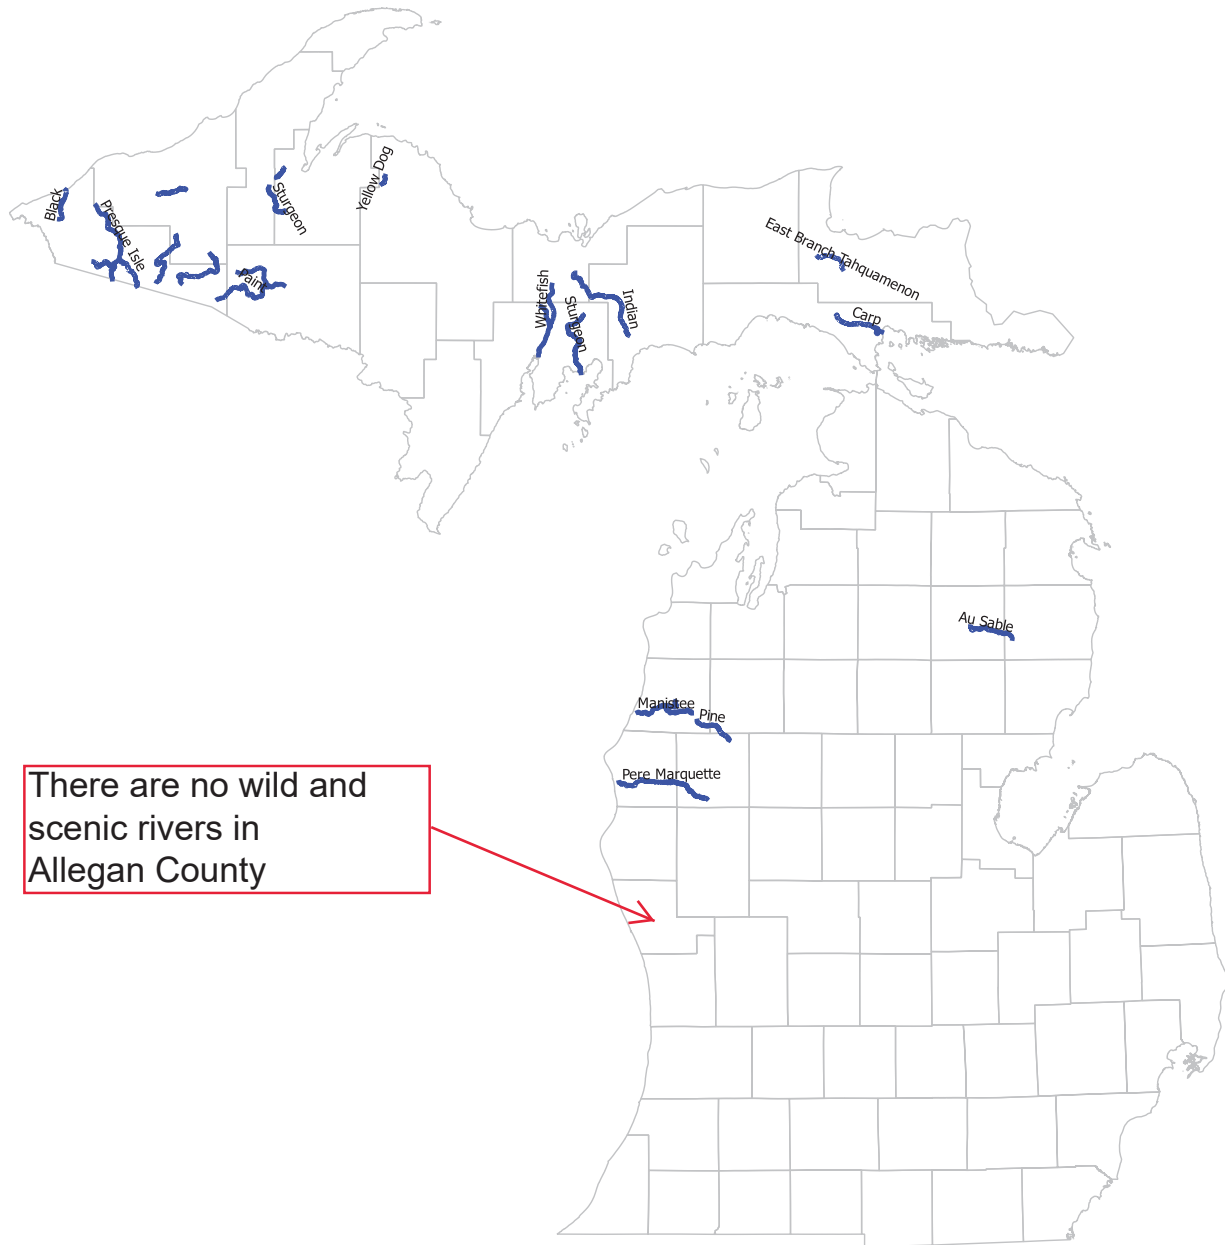 Black
Presque Isle
Sturgeon
Yellow Dog
Paint
Whitefish
Sturgeon
Indian
East Branch Tahquamenon
Carp
Au Sable
Manistee
Pine
Pere Marquette
There are no wild and
scenic rivers in
Allegan County